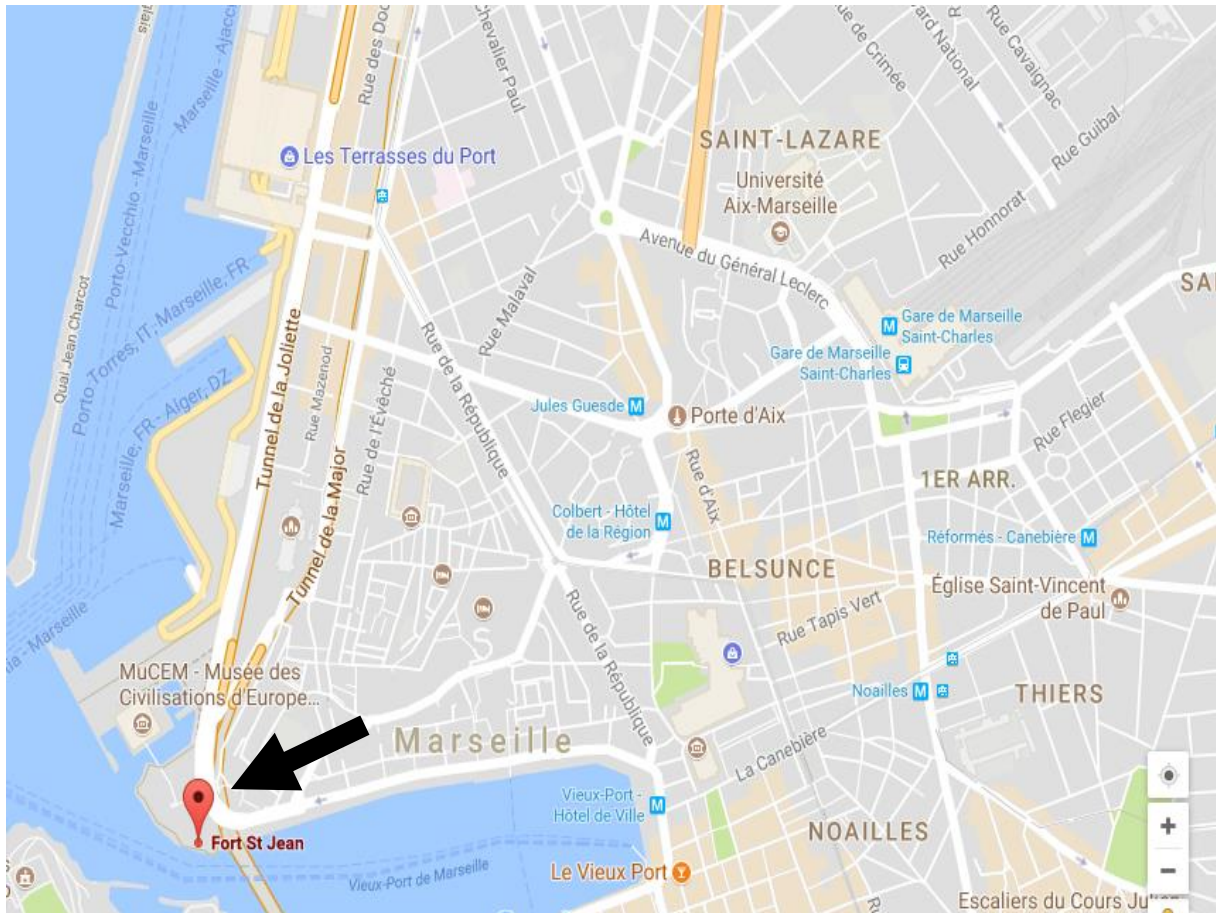 Chevalier Paul
Rue des Doc
Rue de Crimée
ard National
Rue Cavaignac
Rue Guibal
Marseille - Ajacc
Porto-Vecchio - Marseille
Les Terrasses du Port
SAINT-LAZARE
Université
Aix-Marseille
Rue Honnorat
Avenue du Général Leclerc
Quai Jean Charcot
Porto Torres, IT; Marseille, FR
Marseille, FR - Alger, DZ
Rue Malaval
SA
Gare de Marseille
Saint-Charles
Gare de Marseille
Saint-Charles
Tunnel de la Joliette
Rue Mazenod
Rue de l'Évêché
Rue de la République
Jules Guesde
Porte d'Aix
Rue Flegier
Rue d'Aix
1ER ARR.
Tunnel de la Major
Colbert - Hôtel
de la Région
Réformés - Canebière
BELSUNCE
Église Saint-Vincent
de Paul
Rue Tapis Vert
ia - Marseille
Rue de la République
MuCEM - Musée des
Civilisations d'Europe...
Noailles
THIERS
Marseille
La Canebière
Vieux-Port -
Hôtel de Ville
NOAILLES
Fort St Jean
Vieux-Port de Marseille
Le Vieux Port
Escaliers du Cours Ju